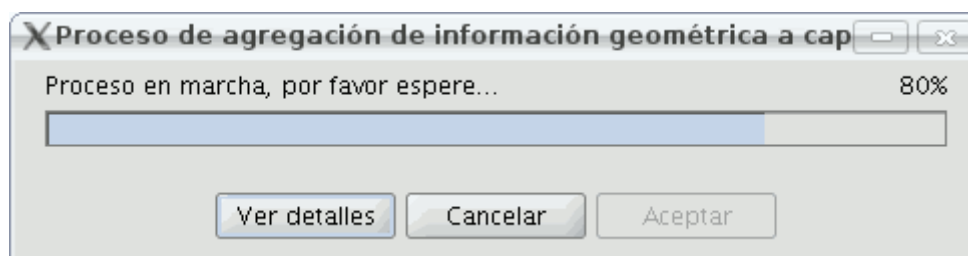 Proceso de agregación de información geométrica a cap
Proceso en marcha, por favor espere... 80%
Ver detalles Cancelar Aceptar